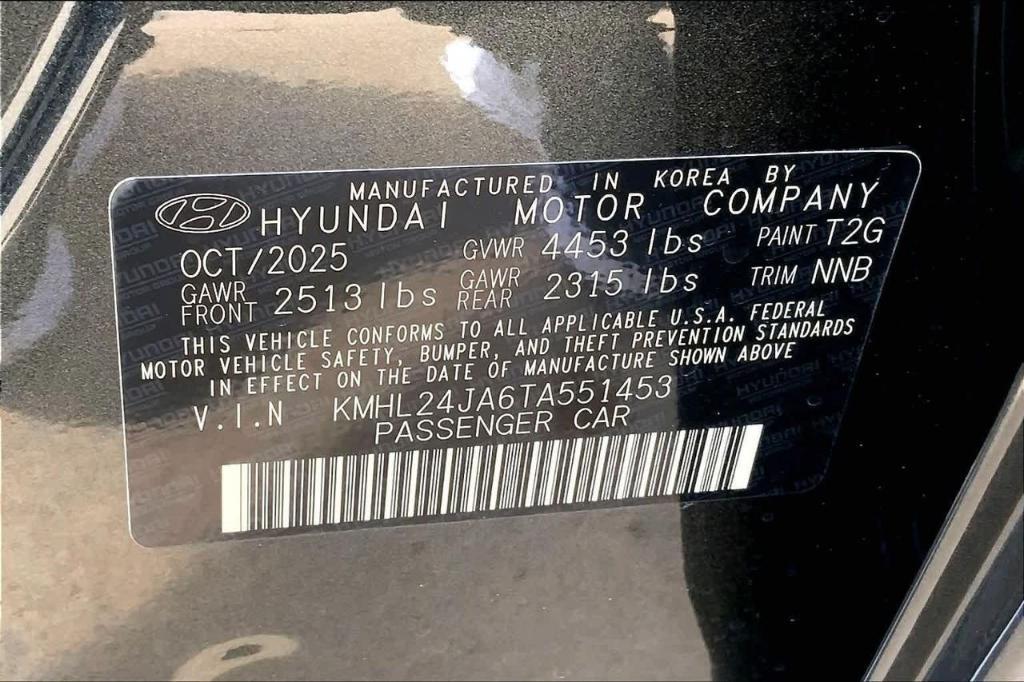 MANUFACTURED IN KOREA BY
HYUNDAI MOTOR COMPANY
OCT/2025 GVWR 4453 lbs PAINT T2G
GAWR FRONT 2513 lbs GAWR REAR 2315 lbs TRIM NNB
THIS VEHICLE CONFORMS TO ALL APPLICABLE U.S.A. FEDERAL
MOTOR VEHICLE SAFETY, BUMPER, AND THEFT PREVENTION STANDARDS
IN EFFECT ON THE DATE OF MANUFACTURE SHOWN ABOVE
V.I.N KMHL24JA6TA551453
PASSENGER CAR